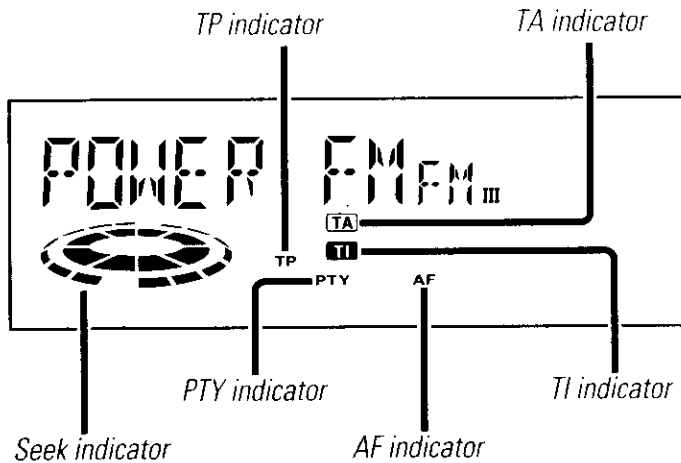 TP indicator
TA indicator
POWER FM FM III
TA
TI
TP
PTY AF
PTY indicator
TI indicator
Seek indicator
AF indicator